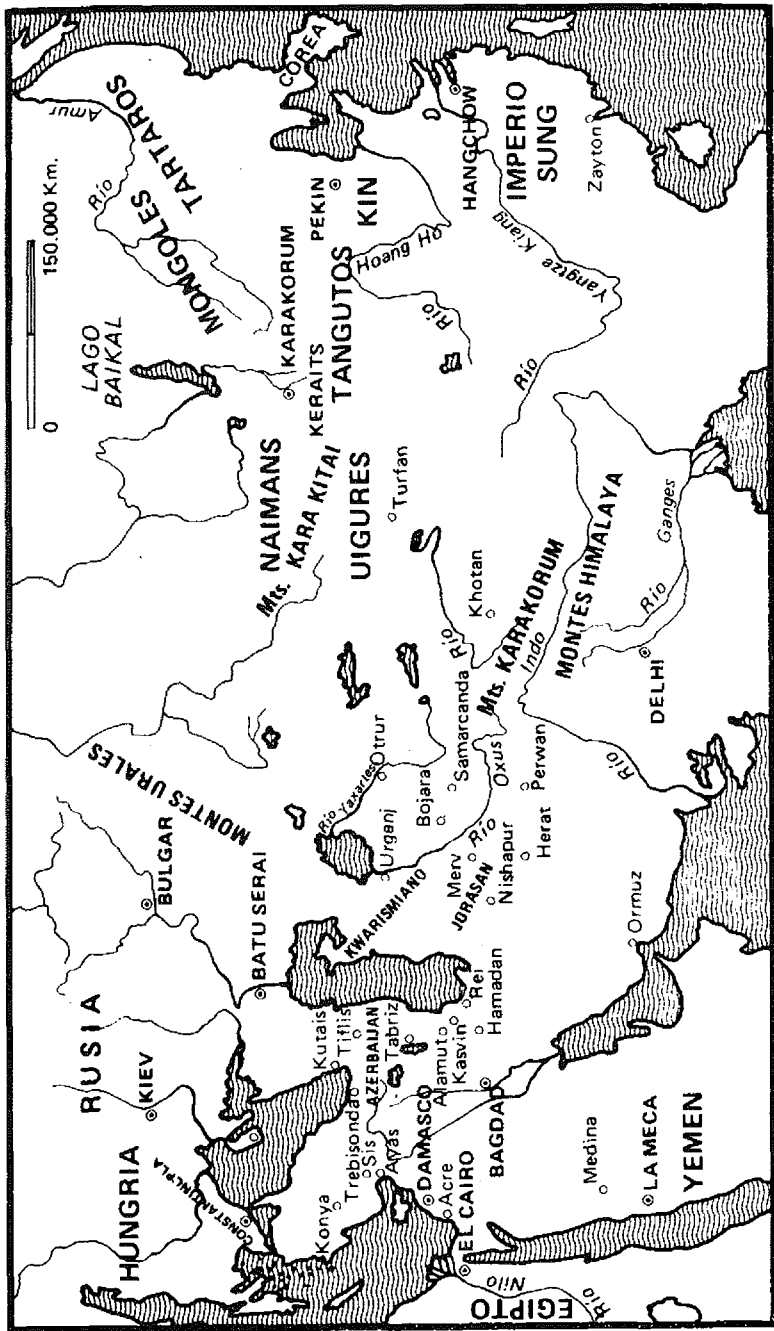 HUNGRIA
RUSIA
KIEV
BULGAR
MONTES URALES
BATU SERAI
CONSTANTINLPLA
Konya
Trebisonda
Sis
Ayas
Kutais
Tiflis
AZERBAIJAN
Tabriz
DAMASCO
Acre
Alamuto
Kasvin
Rei
Hamadan
BAGDAD
EL CAIRO
EGIPTO
Rio
Nilo
Medina
LA MECA
YEMEN
Ormuz
KWARISMIANO
JORASAN
Urganj
Rio
Taxartes
Otrur
Bojara
Samarcanda
Merv
Rio
Oxus
Nishapur
Herat
Perwan
Rio
Indo
Mts. KARAKORUM
MONTES HIMALAYA
DELHI
Rio
Ganges
Rio
Khotan
Turfan
UIGURES
NAIMANS
Mts. KARA KITAI
LAGO
BAIKAL
0
150.000 Km.
KARAKORUM
KERAITS
TANGUTOS
MONGOLES
TARTAROS
Rio
Amur
COREA
PEKIN
KIN
Rio
Hoang Ho
Rio
Yangtze Kiang
HANGCHOW
IMPERIO
SUNG
Zayton